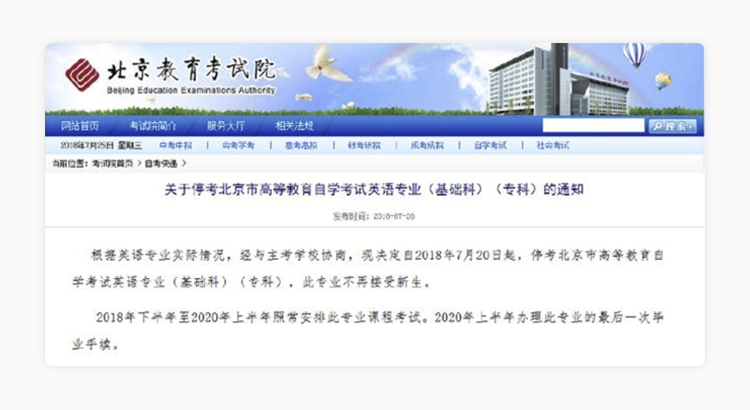 北京教育考试院
Beijing Education Examinations Authority
网站首页 考试院简介 服务大厅 相关法规 搜索
2018年7月25日 星期三 中考中招 | 会考学考 | 高考高招 | 研考研招 | 成考成招 | 自学考试 | 社会考试
当前位置: 考试院首页 > 自考快递 >
关于停考北京市高等教育自学考试英语专业（基础科）（专科）的通知
发布时间: 2018-07-20
根据英语专业实际情况，经与主考学校协商，现决定自2018年7月20日起，停考北京市高等教育自
学考试英语专业（基础科）（专科），此专业不再接受新生。
2018年下半年至2020年上半年照常安排此专业课程考试。2020年上半年办理此专业的最后一次毕
业手续。